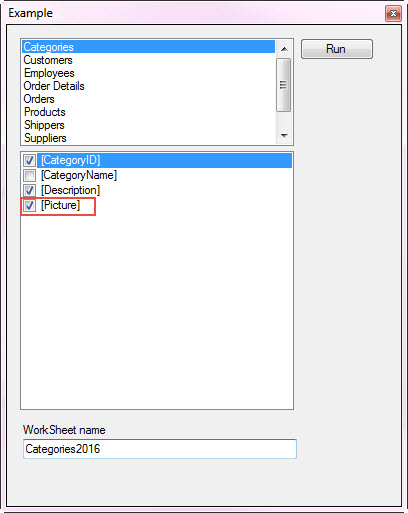 Example
Categories
Customers
Employees
Order Details
Orders
Products
Shippers
Suppliers
Run
[CategoryID]
[CategoryName]
[Description]
[Picture]
WorkSheet name
Categories2016